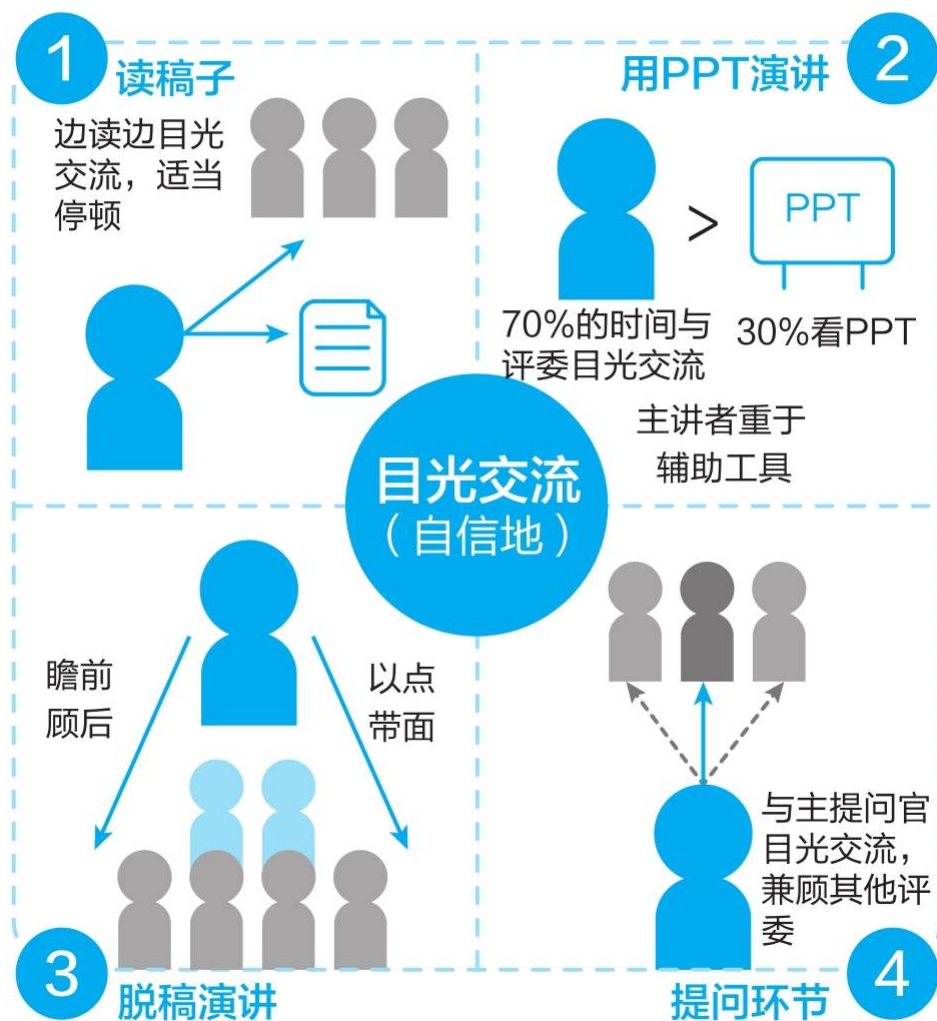 1
读稿子
边读边目光
交流，适当
停顿
用PPT演讲
2
PPT
>
70%的时间与
评委目光交流
30%看PPT
主讲者重于
辅助工具
目光交流
（自信地）
瞻前
顾后
以点
带面
3
脱稿演讲
与主提问官
目光交流，
兼顾其他评
委
提问环节
4